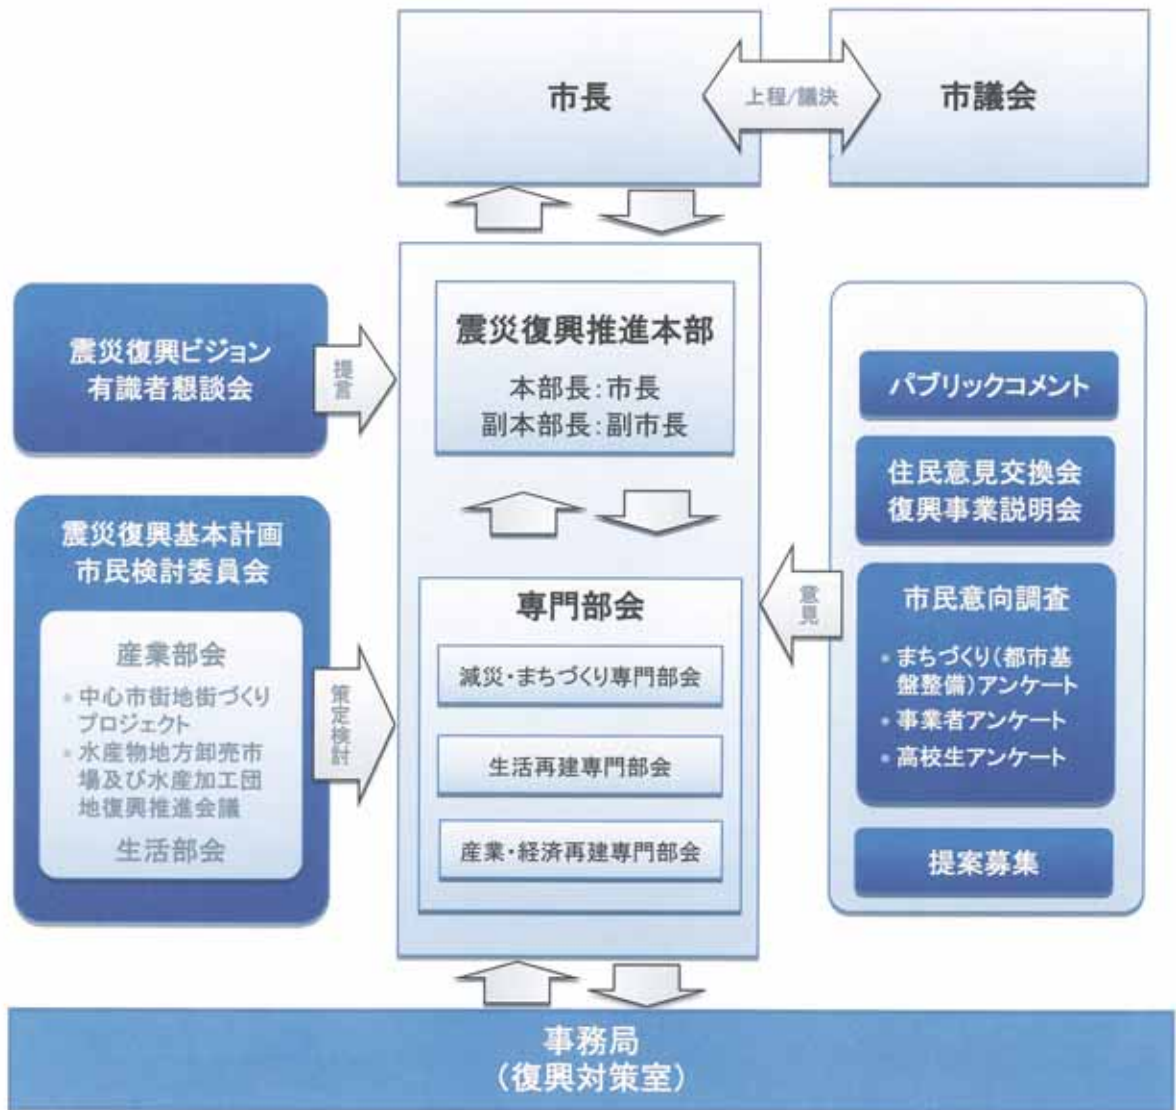 市長
上程/議決
市議会
震災復興ビジョン
有識者懇談会
提言
震災復興推進本部
本部長:市長
副本部長:副市長
震災復興基本計画
市民検討委員会
産業部会
• 中心市街地街づくり
プロジェクト
• 水産物地方卸売市
場及び水産加工団
地復興推進会議
生活部会
策定検討
専門部会
減災・まちづくり専門部会
生活再建専門部会
産業・経済再建専門部会
意見
パブリックコメント
住民意見交換会
復興事業説明会
市民意向調査
• まちづくり(都市基
盤整備)アンケート
• 事業者アンケート
• 高校生アンケート
提案募集
事務局
(復興対策室)